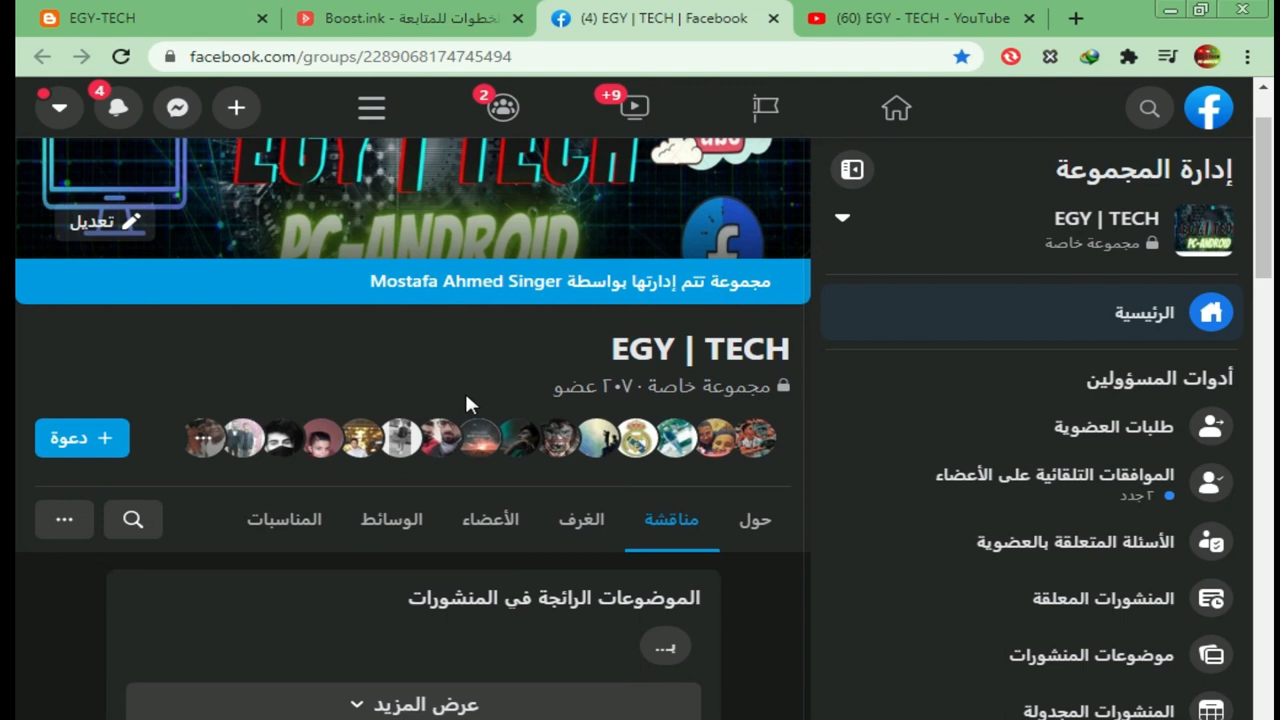 EGY-TECH
Boost.ink - الخطوات للمتابعة
(4) EGY | TECH | Facebook
(60) EGY - TECH - YouTube
facebook.com/groups/2289068174745494
4
2
+9
EGY | TECH
PC-ANDROID
تعديل
مجموعة تتم إدارتها بواسطة Mostafa Ahmed Singer
EGY | TECH
مجموعة خاصة · ٢٠٧٠ عضو
دعوة
حول
مناقشة
الغرف
الأعضاء
الوسائط
المناسبات
الموضوعات الرائجة في المنشورات
بـ...
عرض المزيد
إدارة المجموعة
EGY | TECH
مجموعة خاصة
الرئيسية
أدوات المسؤولين
طلبات العضوية
الموافقات التلقائية على الأعضاء
٢ جدد
الأسئلة المتعلقة بالعضوية
المنشورات المعلقة
موضوعات المنشورات
المنشورات المجدولة